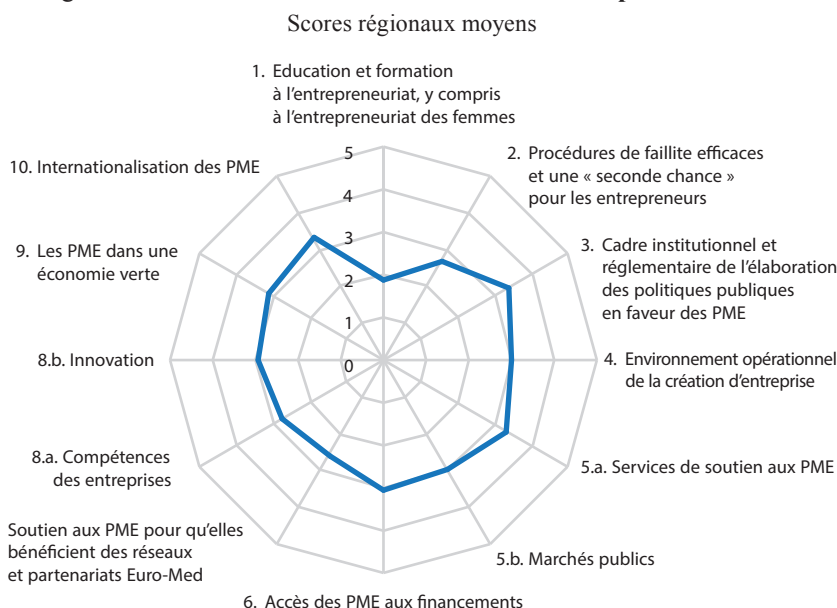 Scores régionaux moyens
1. Education et formation
à l’entrepreneuriat, y compris
à l’entrepreneuriat des femmes
2. Procédures de faillite efficaces
et une « seconde chance »
pour les entrepreneurs
3. Cadre institutionnel et
réglementaire de l’élaboration
des politiques publiques
en faveur des PME
4. Environnement opérationnel
de la création d’entreprise
5.a. Services de soutien aux PME
5.b. Marchés publics
6. Accès des PME aux financements
Soutien aux PME pour qu’elles
bénéficient des réseaux
et partenariats Euro-Med
8.a. Compétences
des entreprises
8.b. Innovation
9. Les PME dans une
économie verte
10. Internationalisation des PME
5
4
3
2
1
0